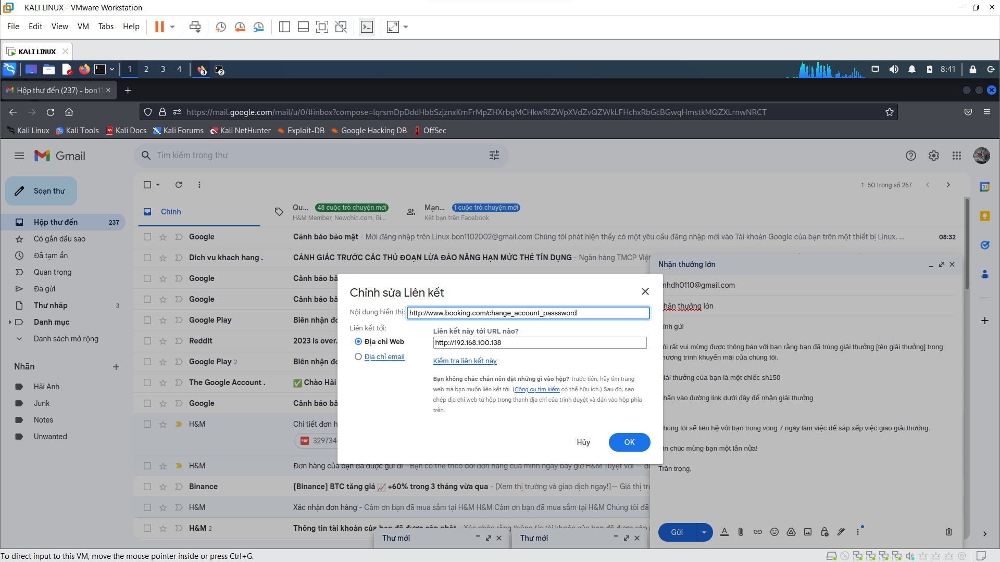 KALI LINUX - VMware Workstation
File Edit View VM Tabs Help
KALI LINUX
1 2 3 4 3 2 8:41
Hộp thư đến (237) - bon11
https://mail.google.com/mail/u/0/#inbox?compose=lqrsmDpDddHbbSzjznxKmFrMpZHXrbqMCHkwRfZWpXVdZvQZWkLFHchxRbGcBGwqHmstkMQZXLrnwNRCT
Kali Linux Kali Tools Kali Docs Kali Forums Kali NetHunter Exploit-DB Google Hacking DB OffSec
Gmail
Tìm kiếm trong thư
Soạn thư
1–50 trong số 267
31
Chính
Qu... 48 cuộc trò chuyện mới
H&M Member, Newchic.com, Bi...
Mạn... 1 cuộc trò chuyện mới
Kết bạn trên Facebook
Hộp thư đến 237
Có gắn dấu sao
Đã tạm ẩn
Quan trọng
Đã gửi
Thư nháp 3
Danh mục
Danh sách mở rộng
Nhãn
Hải Anh
Junk
Notes
Unwanted
Google Cảnh báo bảo mật - Mới đăng nhập trên Linux bon1102002@gmail.com Chúng tôi phát hiện thấy có một yêu cầu đăng nhập mới vào Tài khoản Google của bạn trên một thiết bị Linux. ... 08:32
Dich vu khach hang . CẢNH GIÁC TRƯỚC CÁC THỦ ĐOẠN LỪA ĐẢO NÂNG HẠN MỨC THẺ TÍN DỤNG - Ngân hàng TMCP Việt
Google Cảnh báo bả
Google Cảnh báo bả
Google Play Biên nhận đơ
Reddit 2023 is over.
Google Play 2 Biên nhận đơ
The Google Account . ✅ Chào Hải
Google Cảnh báo bả
H&M Chi tiết đơn h
PDF 329734
H&M Đơn hàng của bạn đã được gửi đi - Bạn có thể theo dõi đơn hàng của mình ngay bây giờ H&M Tuyệt vời —
Binance [Binance] BTC tăng giá 📈 +60% trong 3 tháng vừa qua - [Xem thị trường và giao dịch ngay!]— Giá thị trư
H&M Xác nhận đơn hàng - Cảm ơn bạn đã mua sắm tại H&M H&M Cảm ơn bạn đã mua sắm tại H&M Chúng tôi đã
H&M 2 Thông tin tài khoản của bạn đã được cập nhật - Xác nhận rằng thông tin tài khoản của bạn đã được cập
Chỉnh sửa Liên kết
Nội dung hiển thị: http://www.booking.com/change_account_passsword
Liên kết tới:
Địa chỉ Web
Địa chỉ email
Liên kết này tới URL nào?
http://192.168.100.138
Kiểm tra liên kết này
Bạn không chắc chắn nên đặt những gì vào hộp? Trước tiên, hãy tìm trang
web mà bạn muốn liên kết tới. (Công cụ tìm kiếm có thể hữu ích.) Sau đó, sao
chép địa chỉ web từ hộp trong thanh địa chỉ của trình duyệt và dán vào hộp phía
trên.
Hủy OK
Nhận thưởng lớn
nhdh0110@gmail.com
hận thưởng lớn
ính gửi
ôi rất vui mừng được thông báo với bạn rằng bạn đã trúng giải thưởng [tên giải thưởng] trong
hương trình khuyến mãi của chúng tôi.
iải thưởng của bạn là một chiếc sh150
hấn vào đường link dưới đây để nhận giải thưởng
húng tôi sẽ liên hệ với bạn trong vòng 7 ngày làm việc để sắp xếp việc giao giải thưởng.
in chúc mừng bạn một lần nữa!
Trân trọng,
Gửi
Thư mới
Thư mới
To direct input to this VM, move the mouse pointer inside or press Ctrl+G.